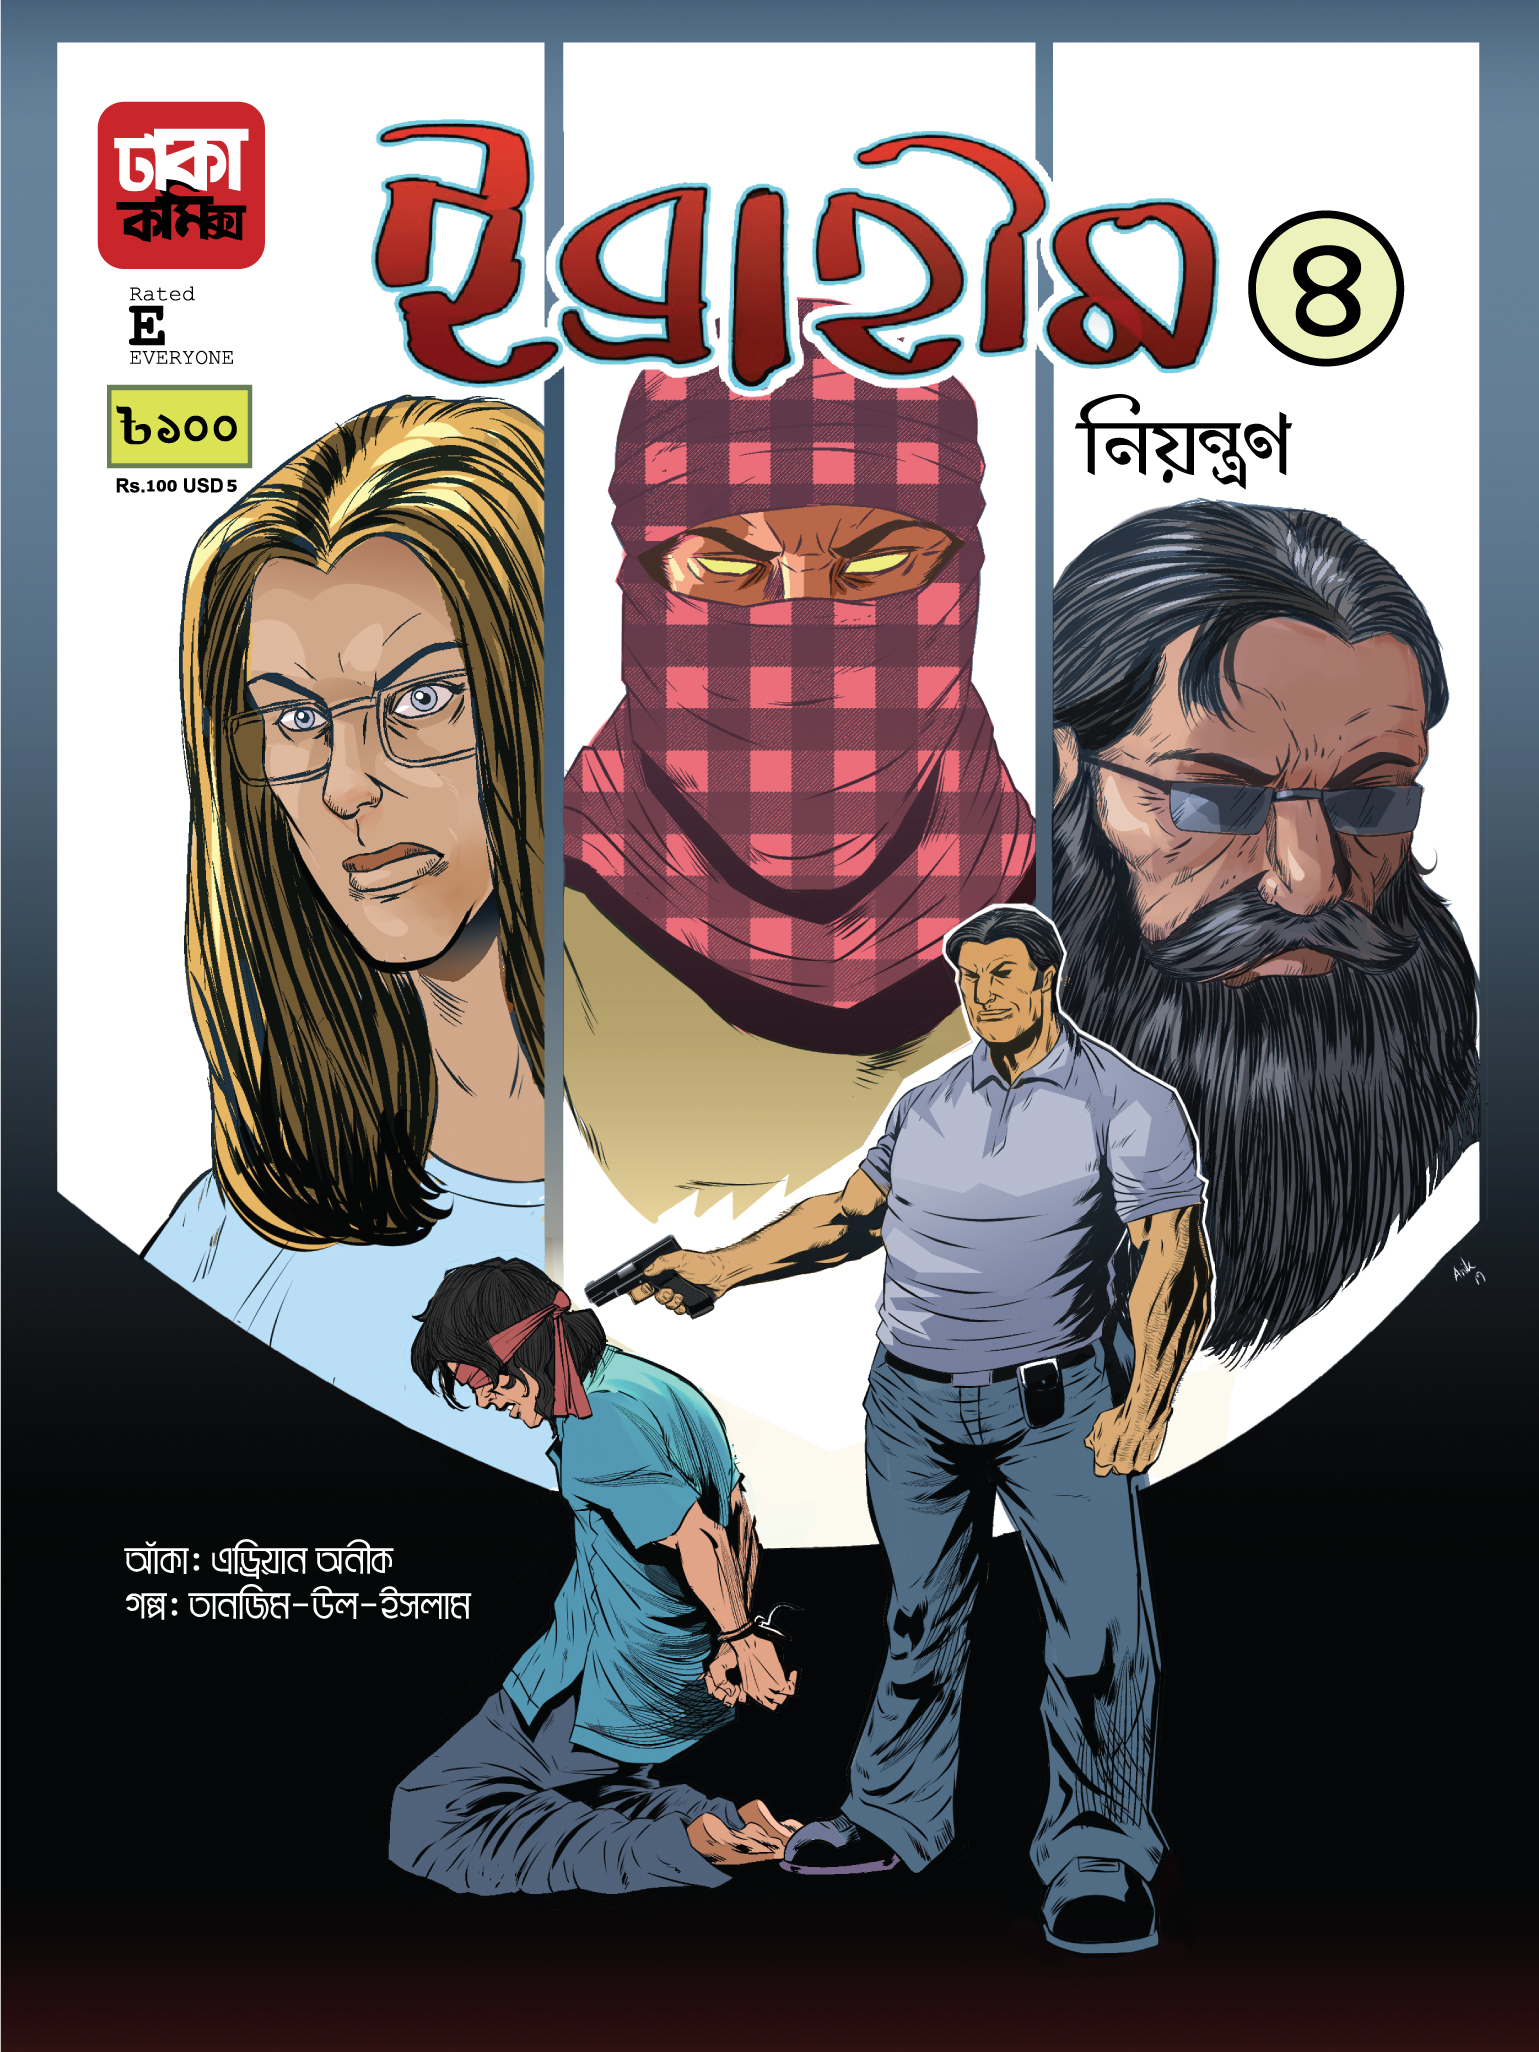 ঢাকা
কমিক্স
Rated
E
EVERYONE
৳১০০
Rs.100 USD 5
ইব্রাহীম
৪
নিয়ন্ত্রণ
আঁকা: এড্রিয়ান অনীক
গল্প: তানজিম-উল-ইসলাম